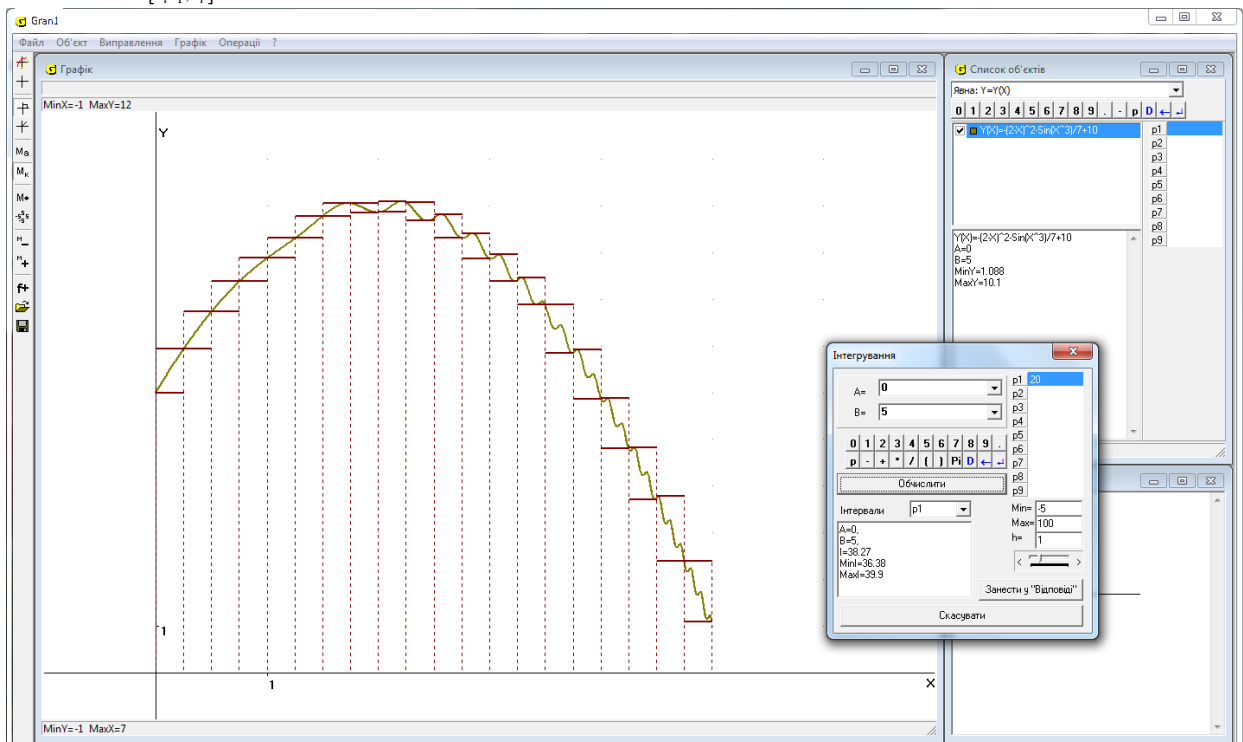 Gran1
Файл Об'єкт Виправлення Графік Операції ?
Графік
MinX=-1 MaxY=12
Y
1
1
X
MinY=-1 MaxX=7
Список об'єктів
Явна: Y=Y(X)
0 1 2 3 4 5 6 7 8 9 . - p D ← ↵
Y(X)=-(2-X)^2-Sin(X^3)/7+10
p1
p2
p3
p4
p5
p6
p7
p8
p9
Y(X)=-(2-X)^2-Sin(X^3)/7+10
A=0
B=5
MinY=1.088
MaxY=10.1
Інтегрування
A= 0
B= 5
p1 20
p2
p3
p4
p5
p6
p7
p8
p9
0 1 2 3 4 5 6 7 8 9 .
p - + * / ( ) Pi D ← ↵
Обчислити
Інтервали p1
Min= -5
Max= 100
h= 1
A=0,
B=5,
I=38.27
MinI=36.38
MaxI=39.9
< >
Занести у "Відповіді"
Скасувати
Ma
Mк
M
M
M
f+